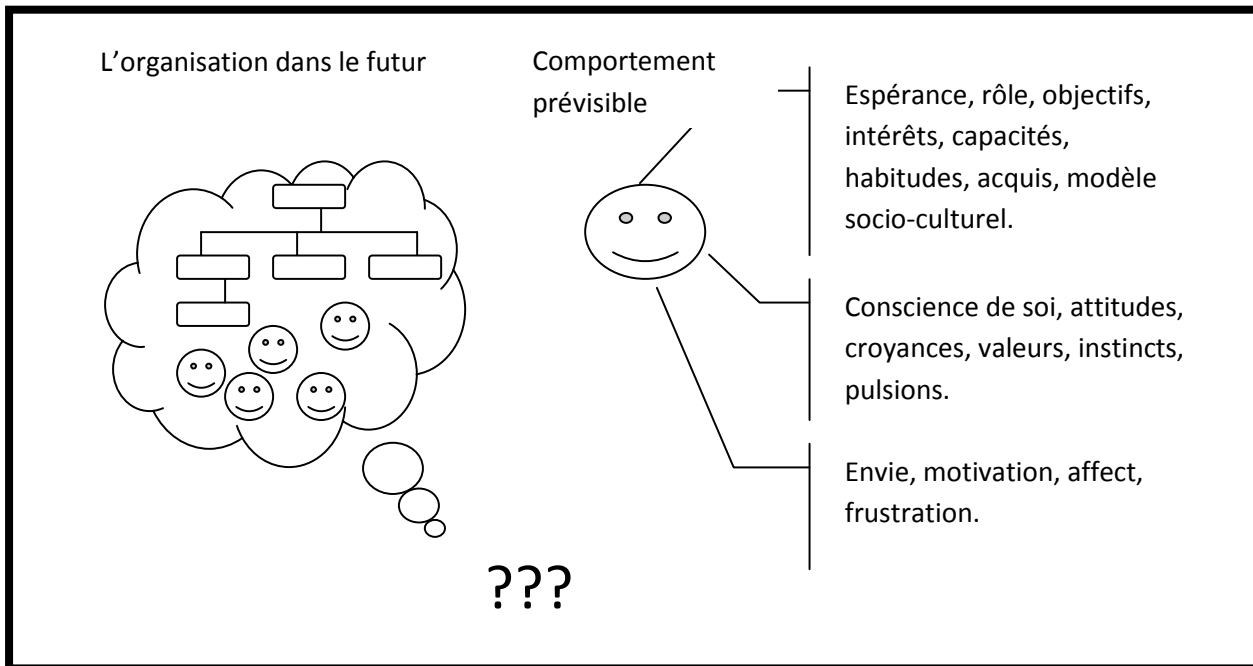 L’organisation dans le futur
Comportement
prévisible
Espérance, rôle, objectifs,
intérêts, capacités,
habitudes, acquis, modèle
socio-culturel.
Conscience de soi, attitudes,
croyances, valeurs, instincts,
pulsions.
Envie, motivation, affect,
frustration.
???